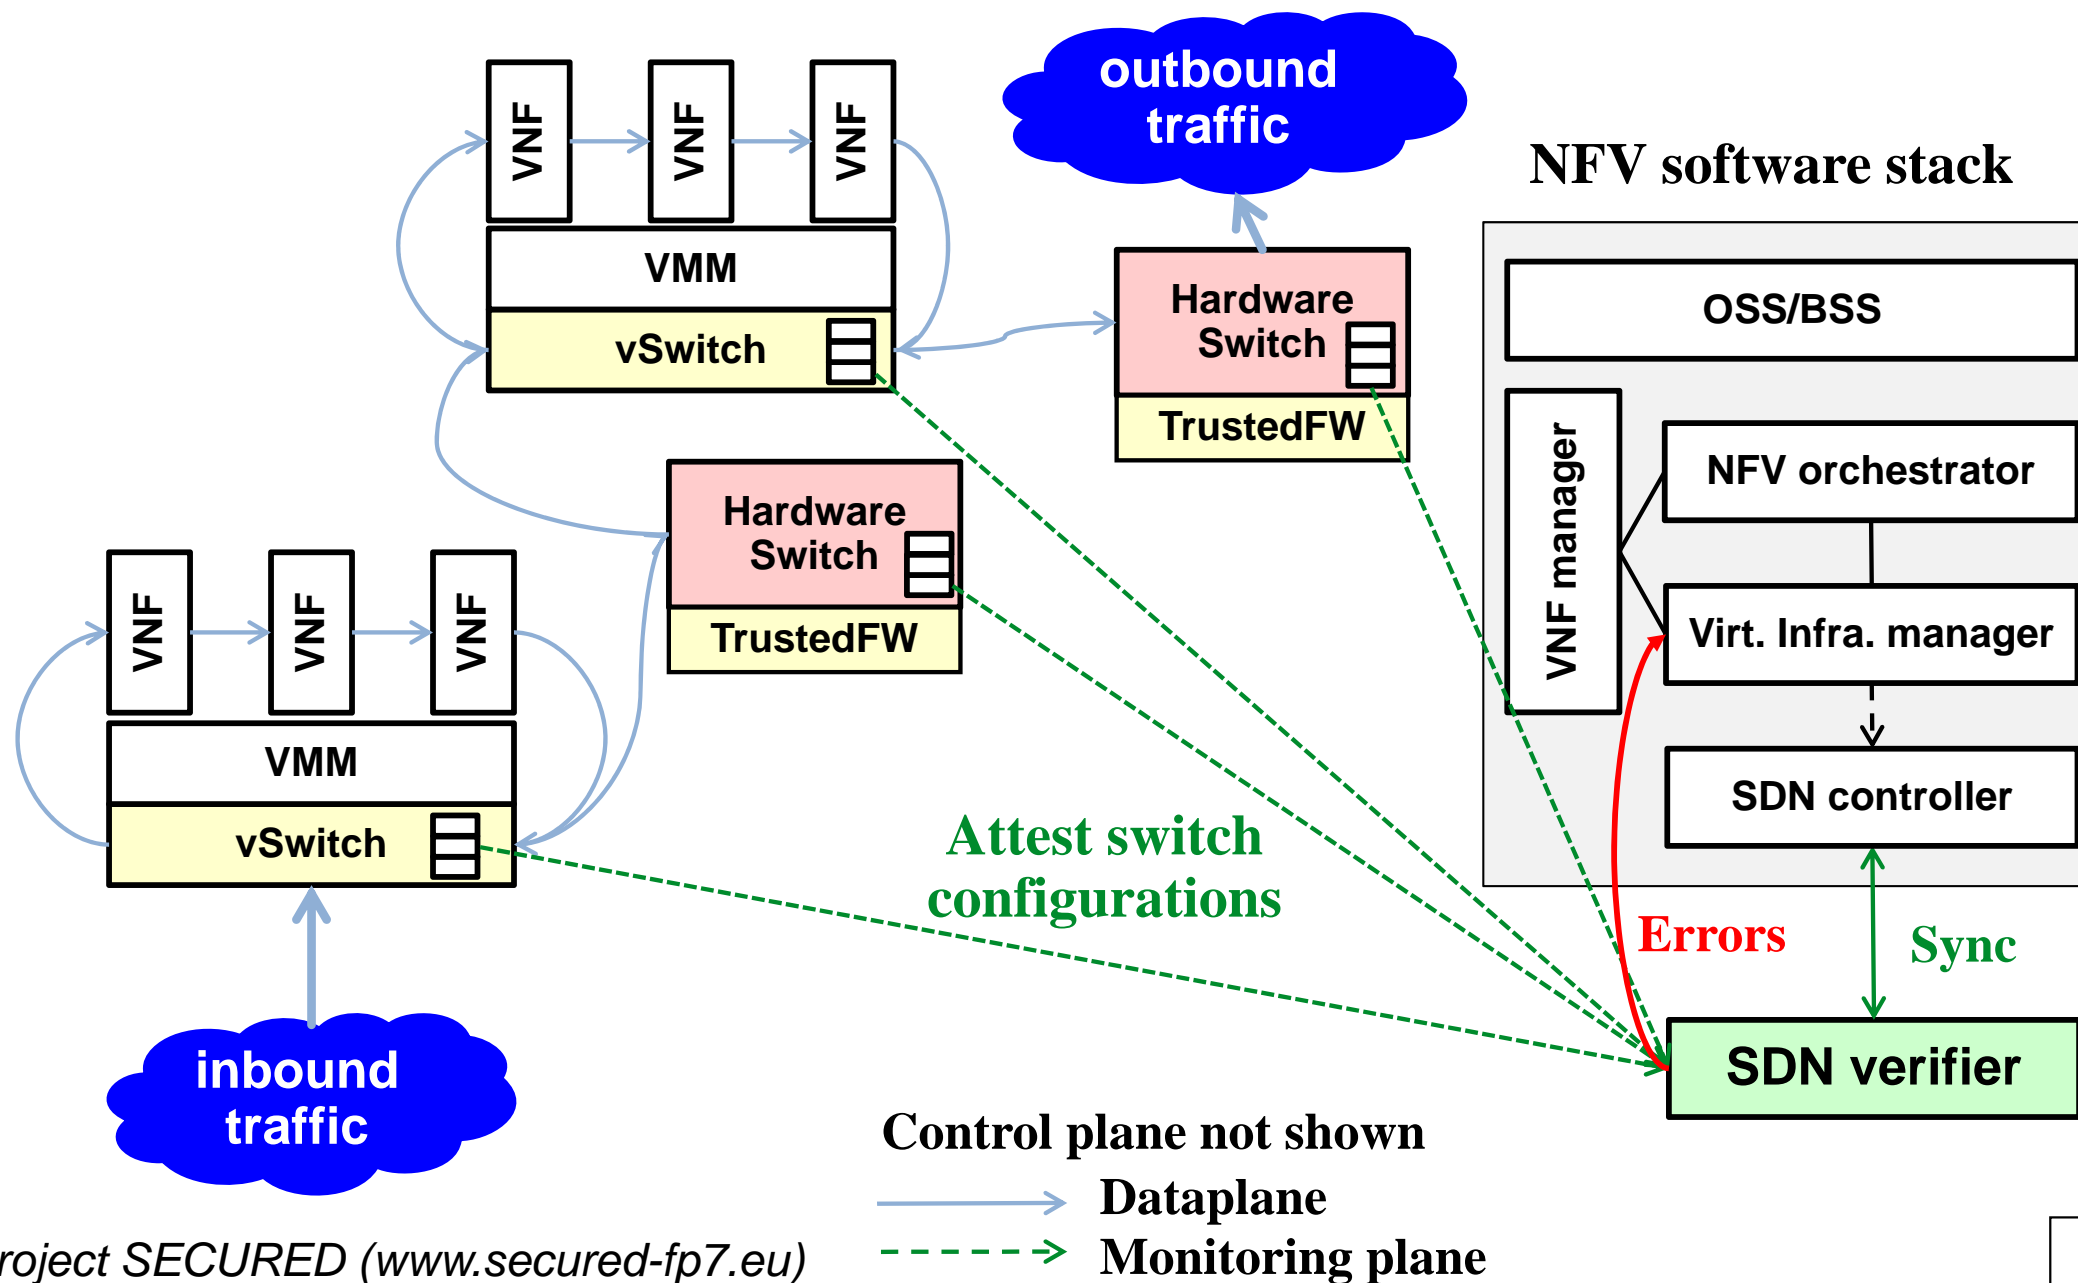 outbound
traffic
NFV software stack
VNF
VNF
VNF
VMM
vSwitch
Hardware
Switch
TrustedFW
OSS/BSS
VNF manager
NFV orchestrator
Virt. Infra. manager
SDN controller
Hardware
Switch
TrustedFW
VNF
VNF
VNF
VMM
vSwitch
Attest switch
configurations
Errors
Sync
SDN verifier
inbound
traffic
Control plane not shown
Dataplane
Monitoring plane
roject SECURED (www.secured-fp7.eu)